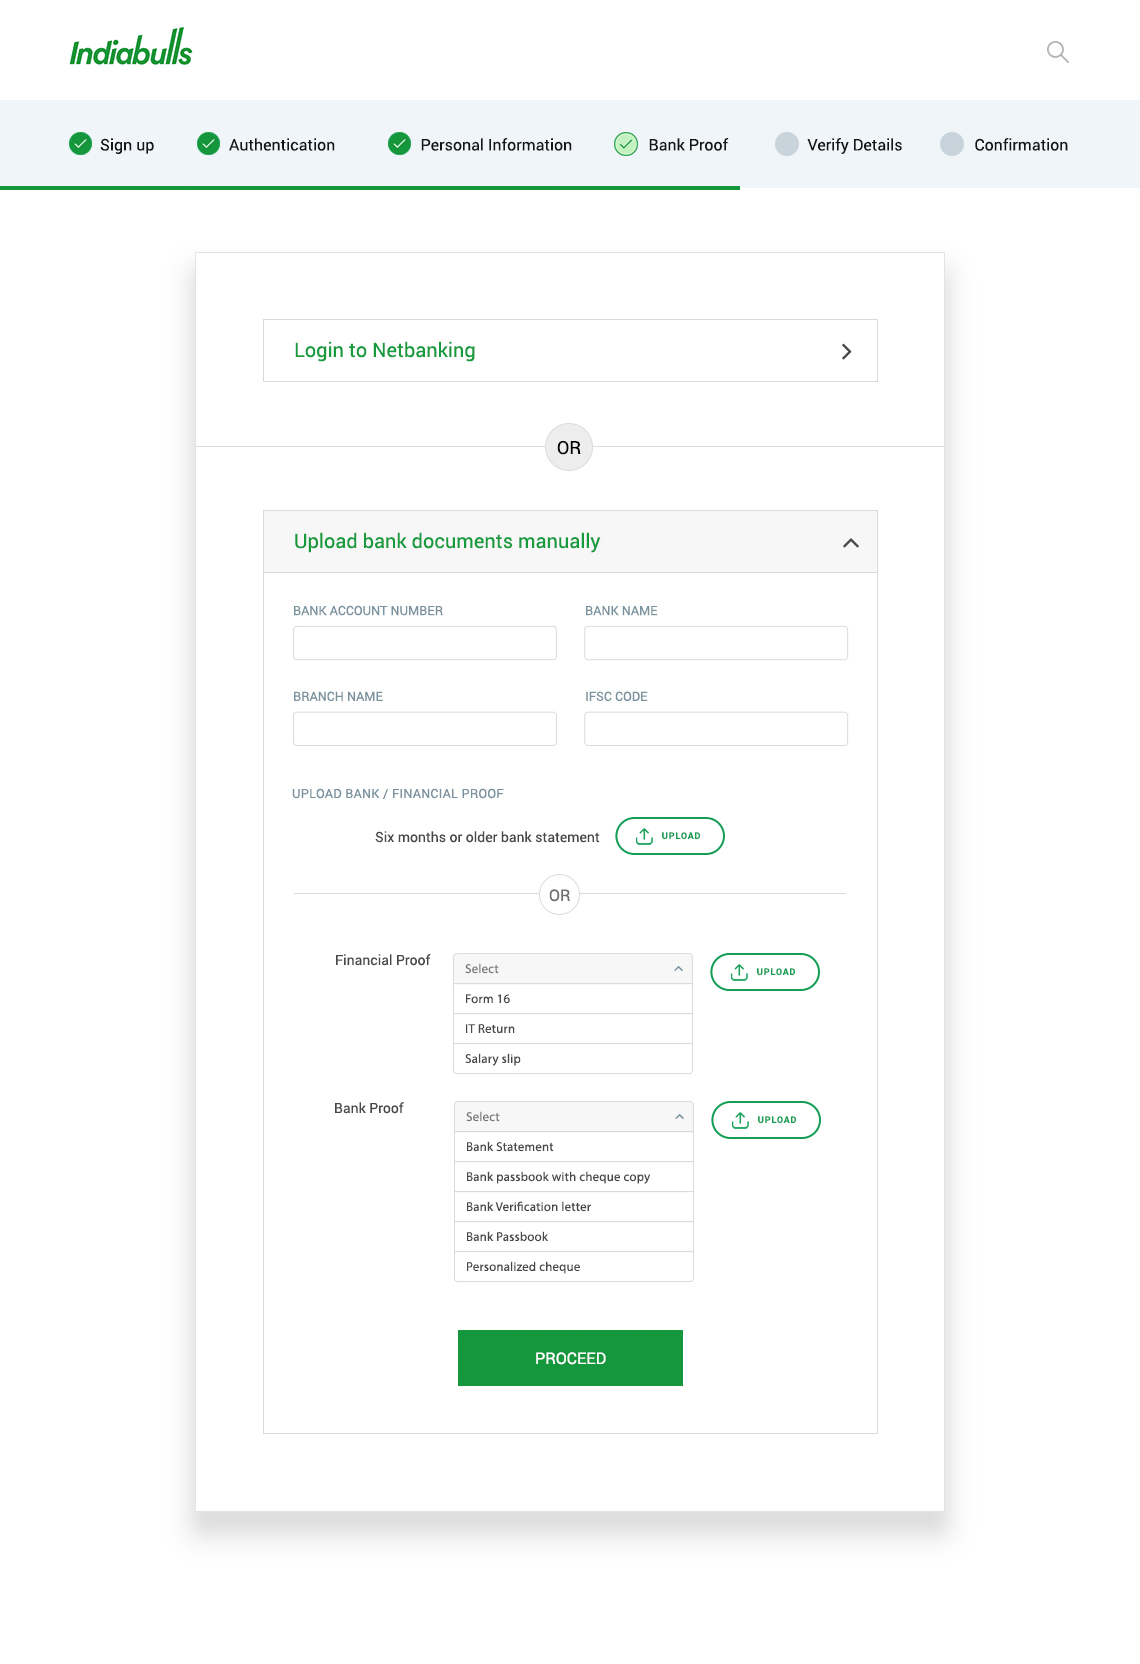 Indiabulls
Sign up Authentication Personal Information Bank Proof Verify Details Confirmation
Login to Netbanking
OR
Upload bank documents manually
BANK ACCOUNT NUMBER BANK NAME
BRANCH NAME IFSC CODE
UPLOAD BANK / FINANCIAL PROOF
Six months or older bank statement UPLOAD
OR
Financial Proof Select UPLOAD
Form 16
IT Return
Salary slip
Bank Proof Select UPLOAD
Bank Statement
Bank passbook with cheque copy
Bank Verification letter
Bank Passbook
Personalized cheque
PROCEED